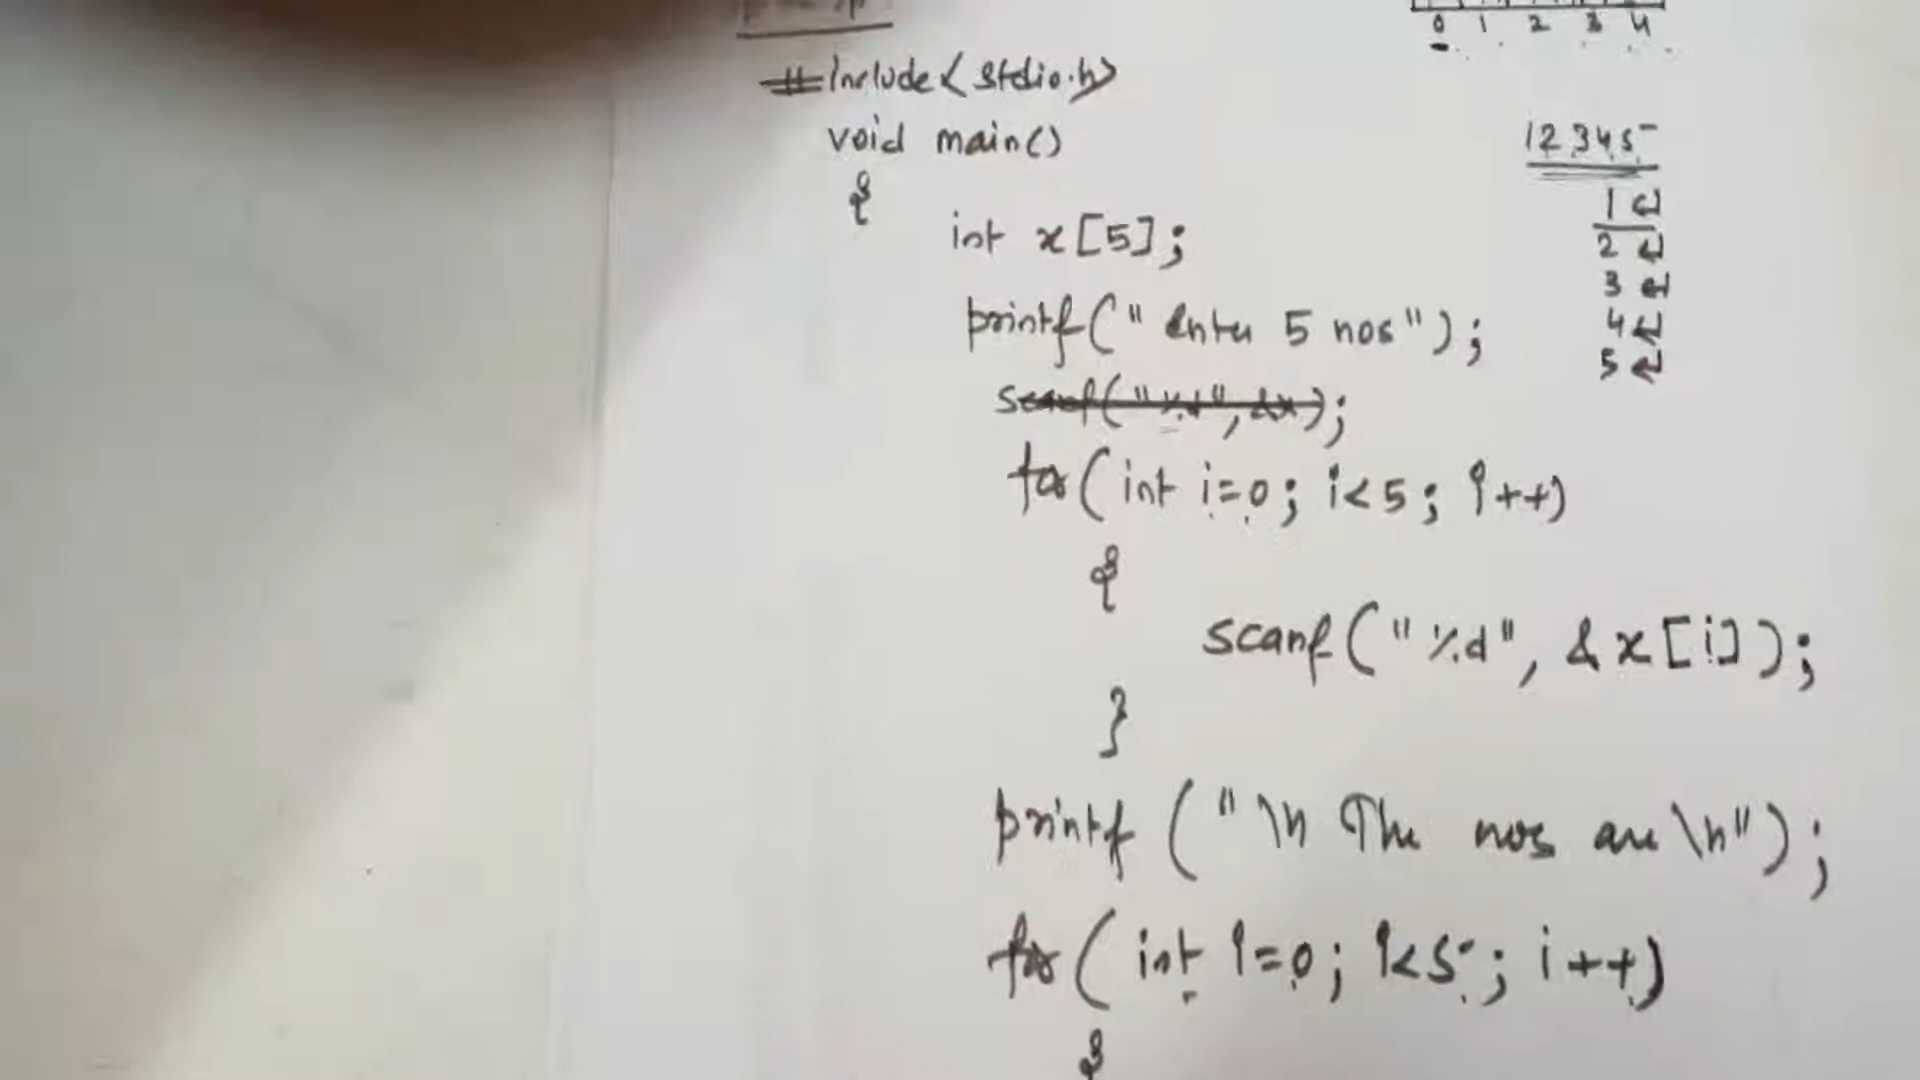 0 1 2 3 4
#include<stdio.h>
void main()
{
int x[5];
printf("Enter 5 nos");
scanf("%d",&x);
for(int i=0; i<5; i++)
{
scanf("%d", &x[i]);
}
printf("\n The nos are \n");
for(int i=0; i<5; i++)
{
12345
1↵
2↵
3↵
4↵
5↵